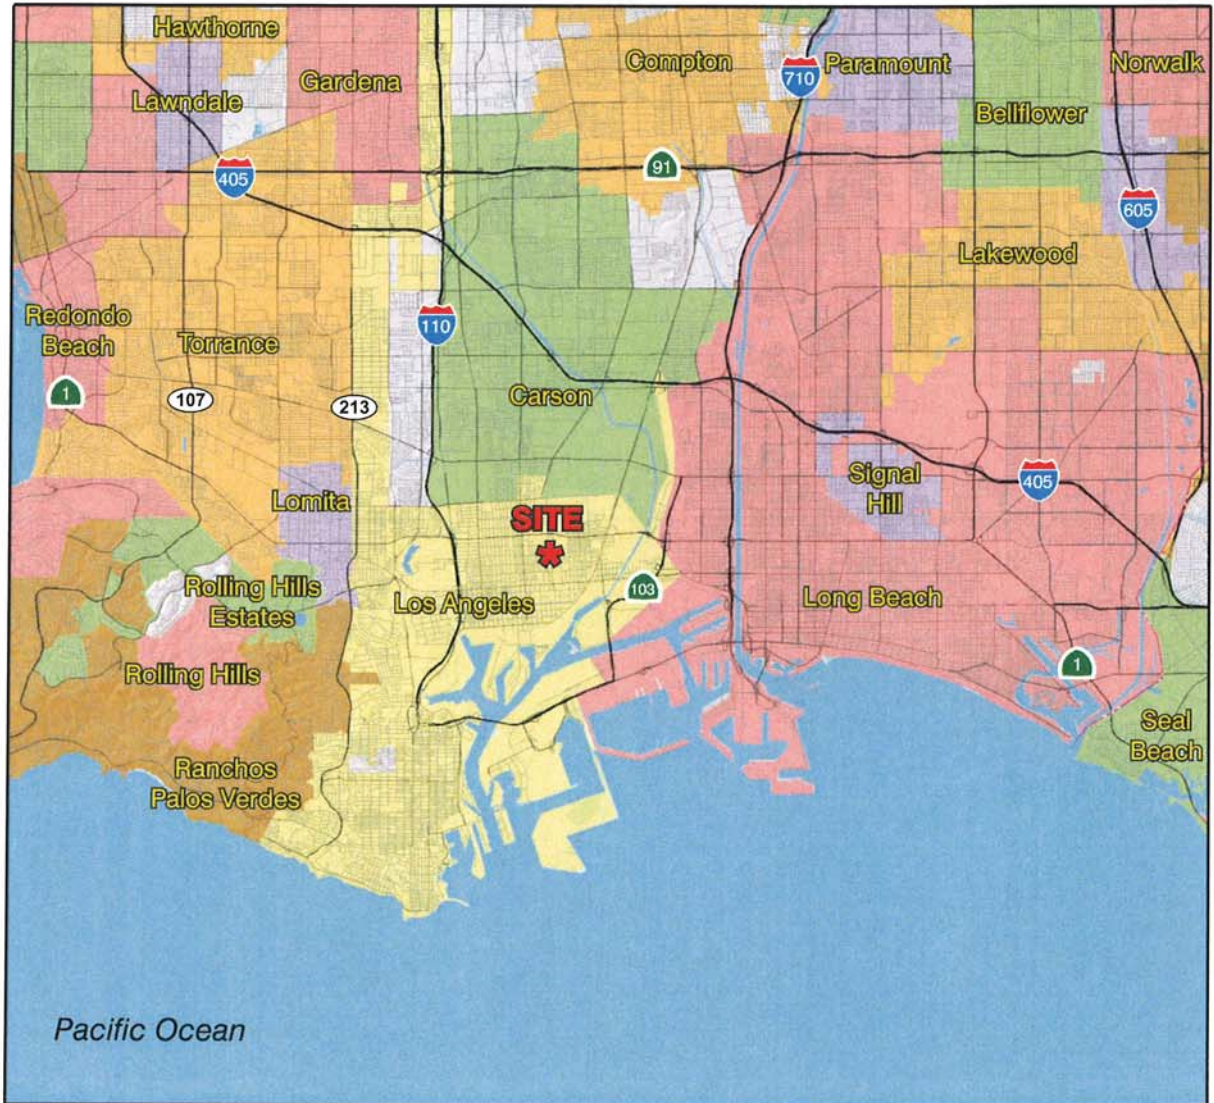 Hawthorne
Compton
710
Paramount
Norwalk
Gardena
Lawndale
Bellflower
91
405
605
Lakewood
Redondo
Beach
110
Torrance
1
107
213
Carson
Signal
Hill
405
Lomita
SITE
*
Rolling Hills
Estates
103
Los Angeles
Long Beach
Rolling Hills
1
Seal
Beach
Ranchos
Palos Verdes
Pacific Ocean